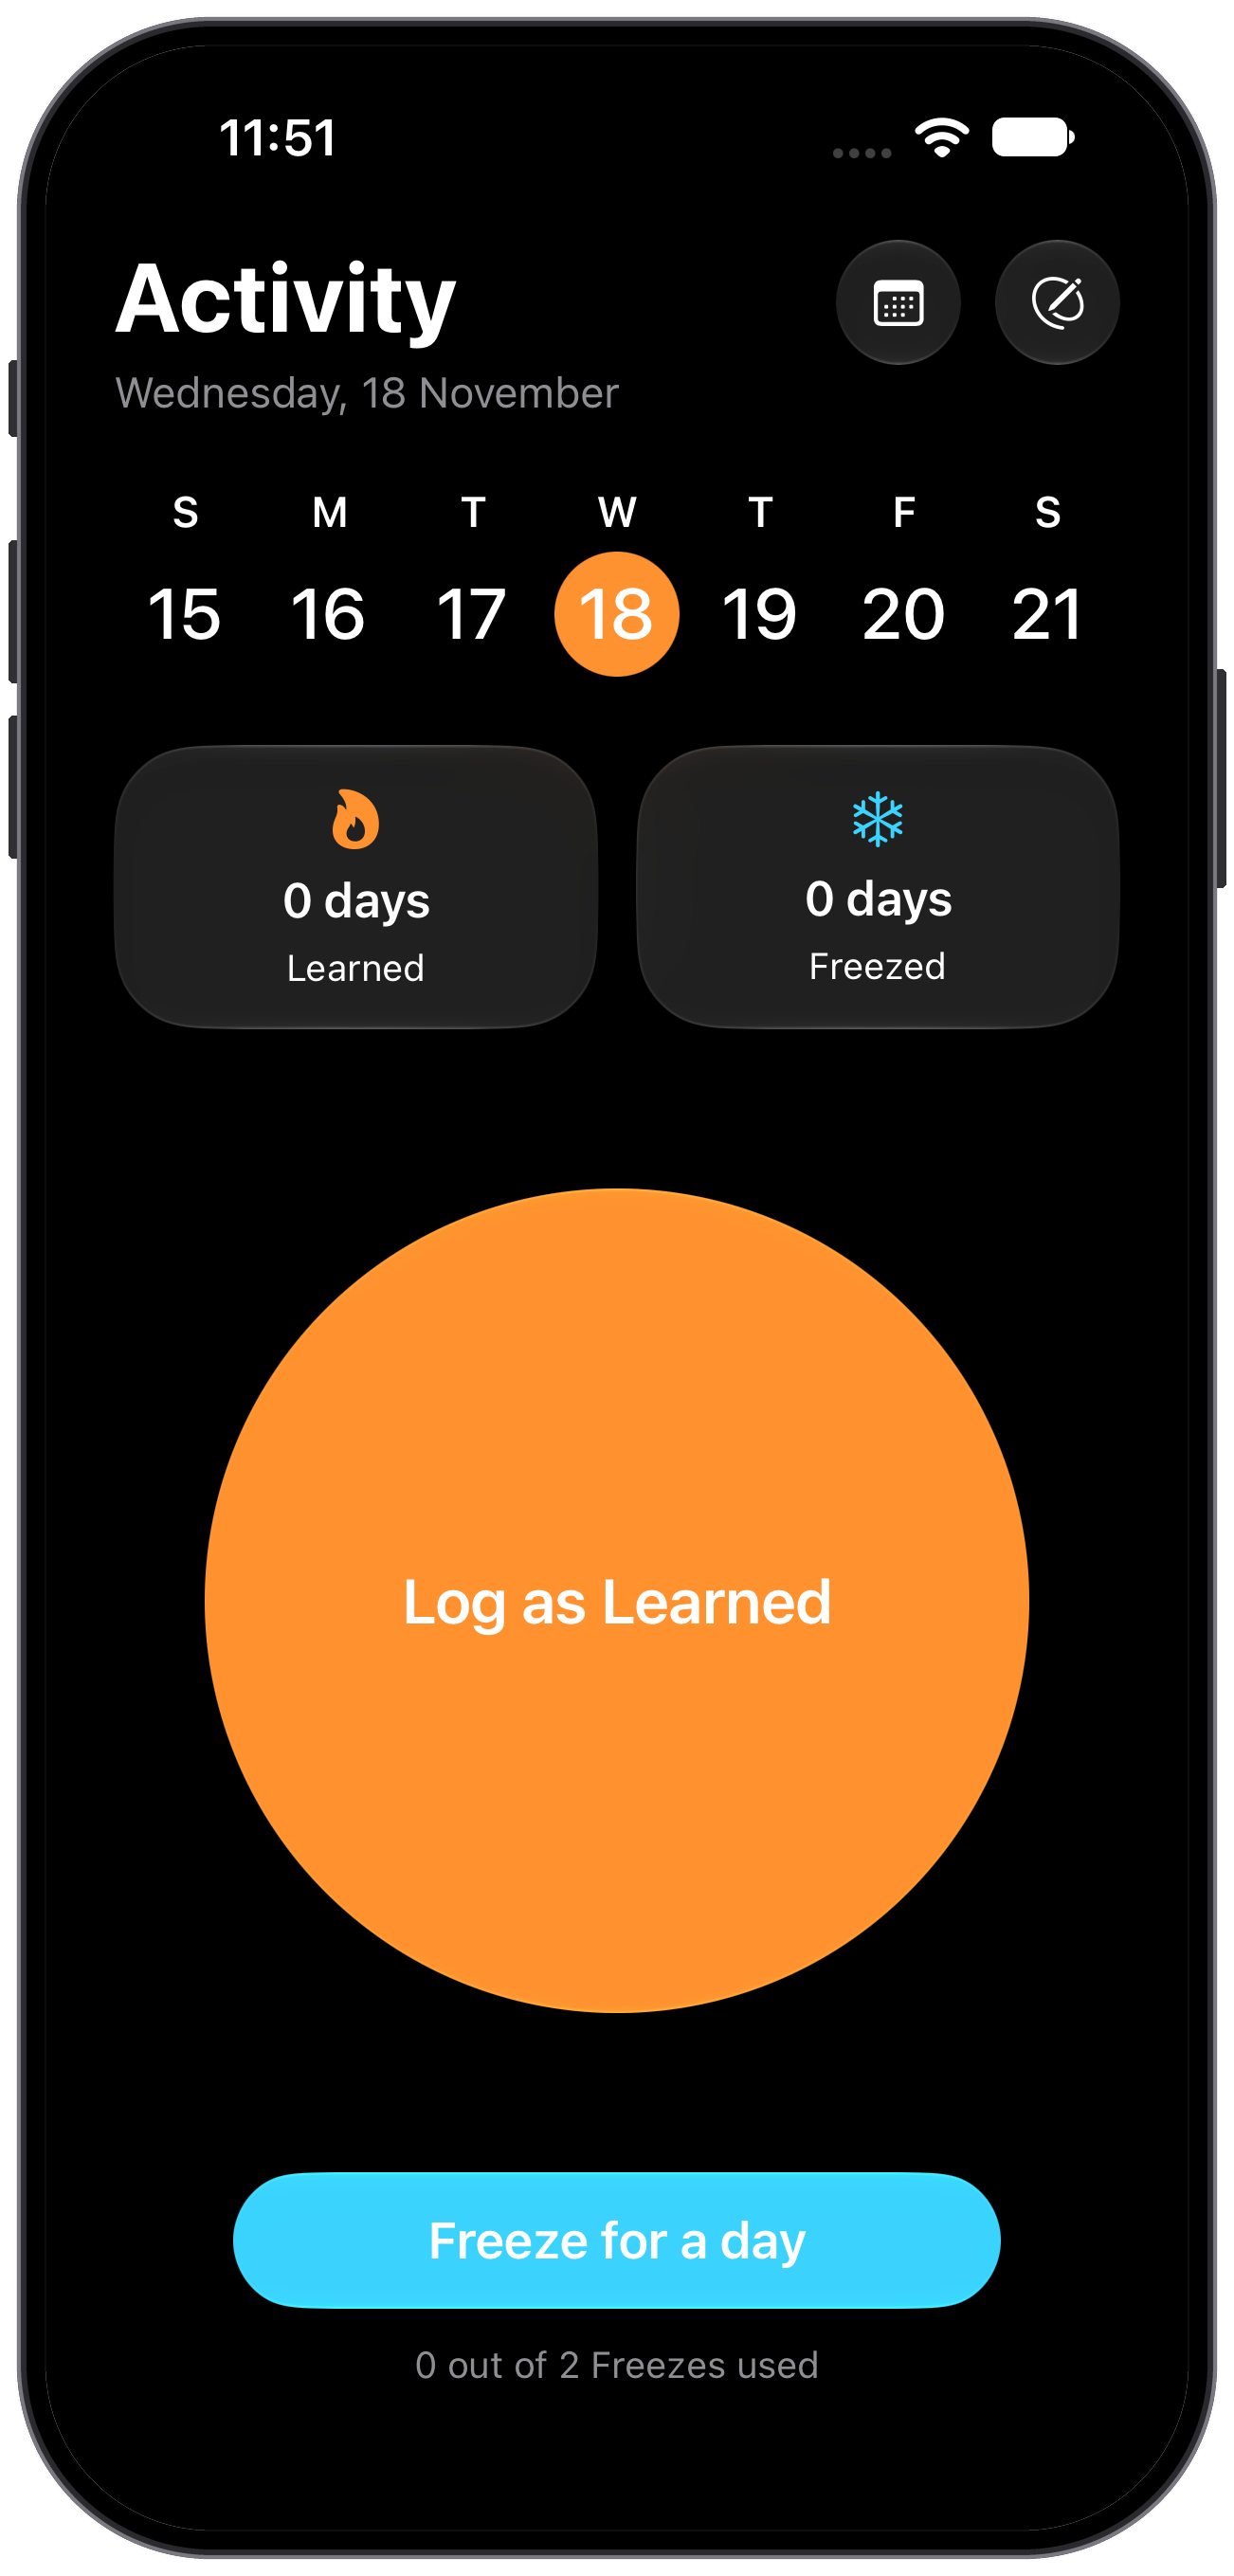 11:51
Activity
Wednesday, 18 November
S M T W T F S
15 16 17 18 19 20 21
0 days
Learned
0 days
Freezed
Log as Learned
Freeze for a day
0 out of 2 Freezes used